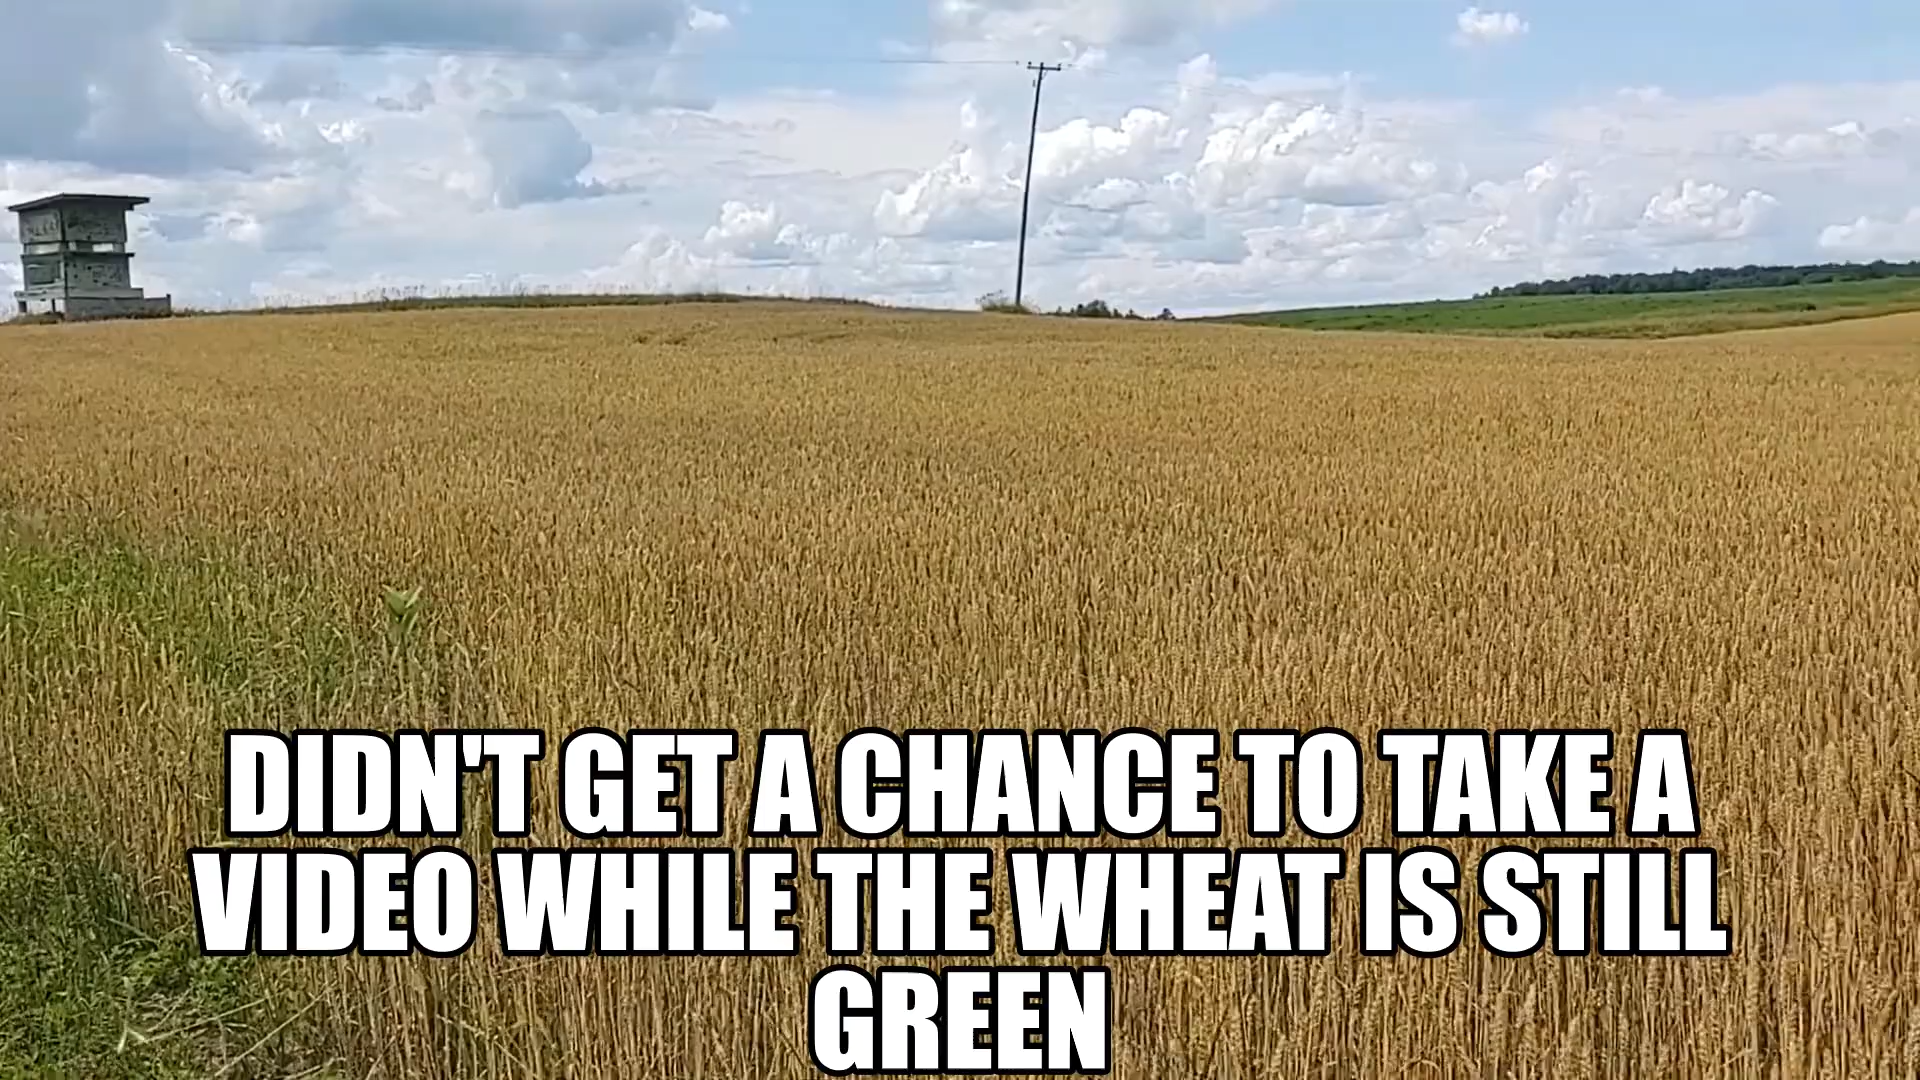 DIDN'T GET A CHANCE TO TAKE A
VIDEO WHILE THE WHEAT IS STILL
GREEN